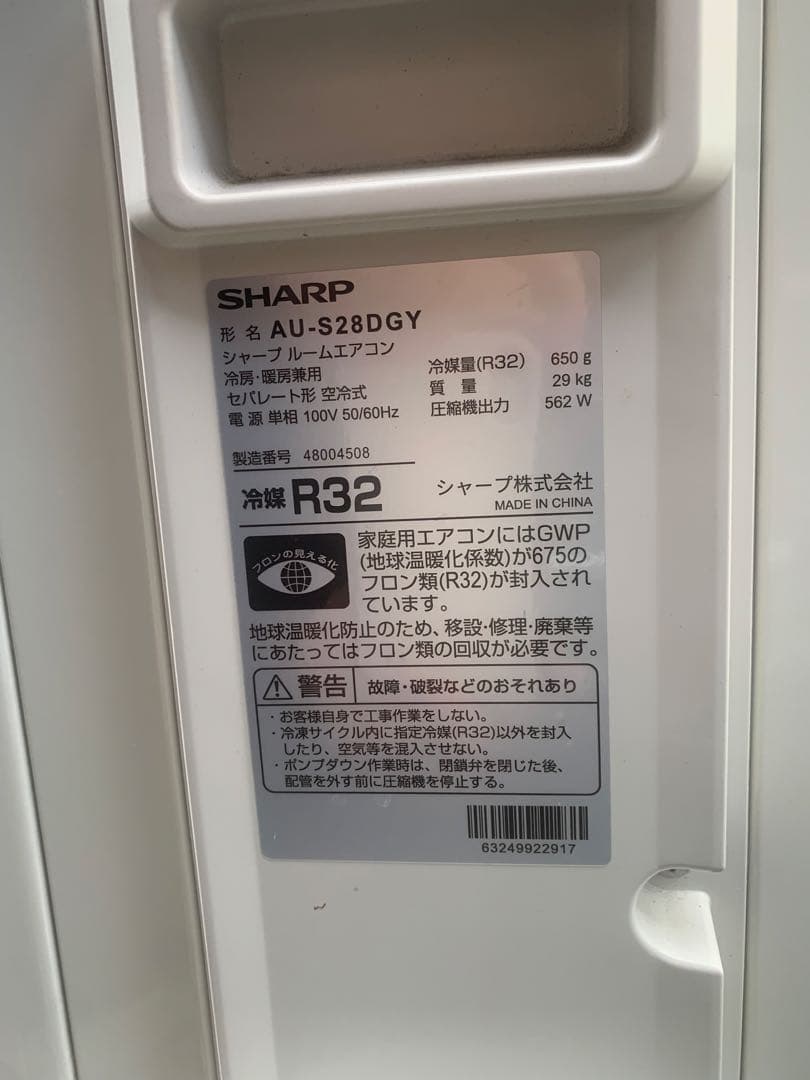 SHARP
形 名 AU-S28DGY
シャープ ルームエアコン
冷房・暖房兼用
セパレート形 空冷式
電 源 単相 100V 50/60Hz
冷媒量(R32) 650 g
質 量 29 kg
圧縮機出力 562 W
製造番号 48004508
冷媒 R32
シャープ株式会社
MADE IN CHINA
フロンの見える化
家庭用エアコンにはGWP
(地球温暖化係数)が675の
フロン類(R32)が封入され
ています。
地球温暖化防止のため、移設・修理・廃棄等
にあたってはフロン類の回収が必要です。
警告 故障・破裂などのおそれあり
・お客様自身で工事作業をしない。
・冷凍サイクル内に指定冷媒(R32)以外を封入
したり、空気等を混入させない。
・ポンプダウン作業時は、閉鎖弁を閉じた後、
配管を外す前に圧縮機を停止する。
63249922917